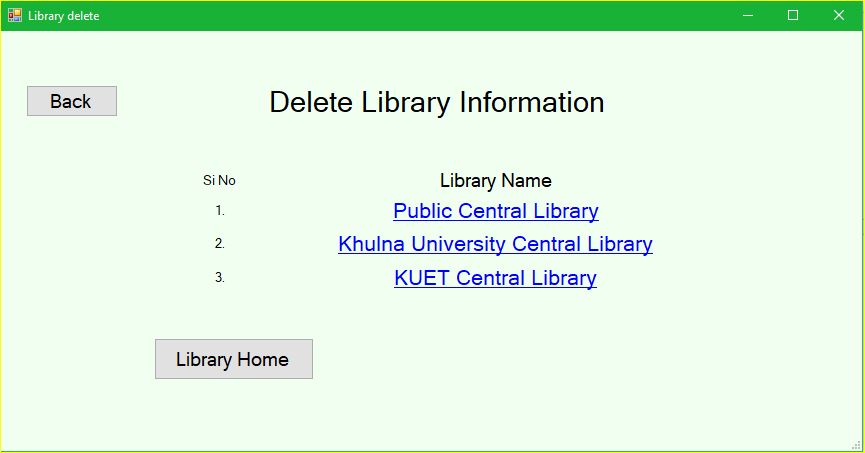 Library delete
Back
Delete Library Information
Si No Library Name
1. Public Central Library
2. Khulna University Central Library
3. KUET Central Library
Library Home